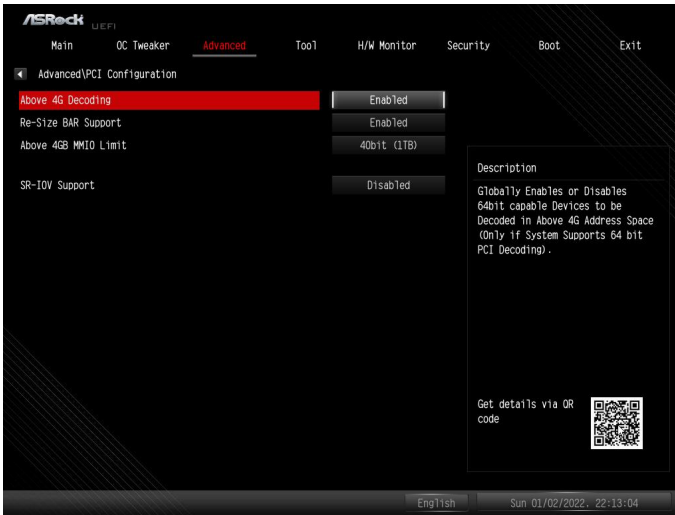 ASRock UEFI
Main OC Tweaker Advanced Tool H/W Monitor Security Boot Exit
Advanced\PCI Configuration
Above 4G Decoding Enabled
Re-Size BAR Support Enabled
Above 4GB MMIO Limit 40bit (1TB)
SR-IOV Support Disabled
Description
Globally Enables or Disables
64bit capable Devices to be
Decoded in Above 4G Address Space
(Only if System Supports 64 bit
PCI Decoding).
Get details via QR
code
English Sun 01/02/2022. 22:13:04